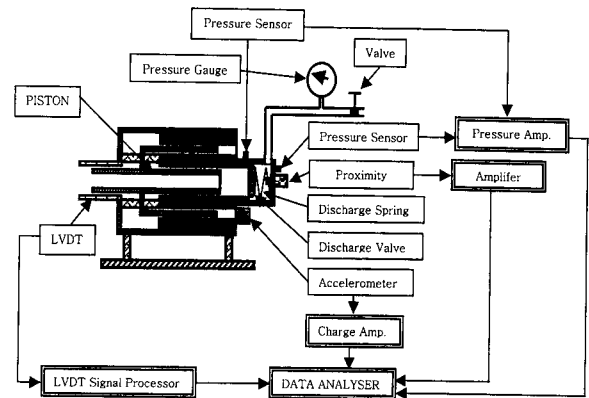 Pressure Sensor
Valve
Pressure Gauge
PISTON
Pressure Sensor
Pressure Amp.
Proximity
Amplifer
Discharge Spring
LVDT
Discharge Valve
Accelerometer
Charge Amp.
LVDT Signal Processor
DATA ANALYSER